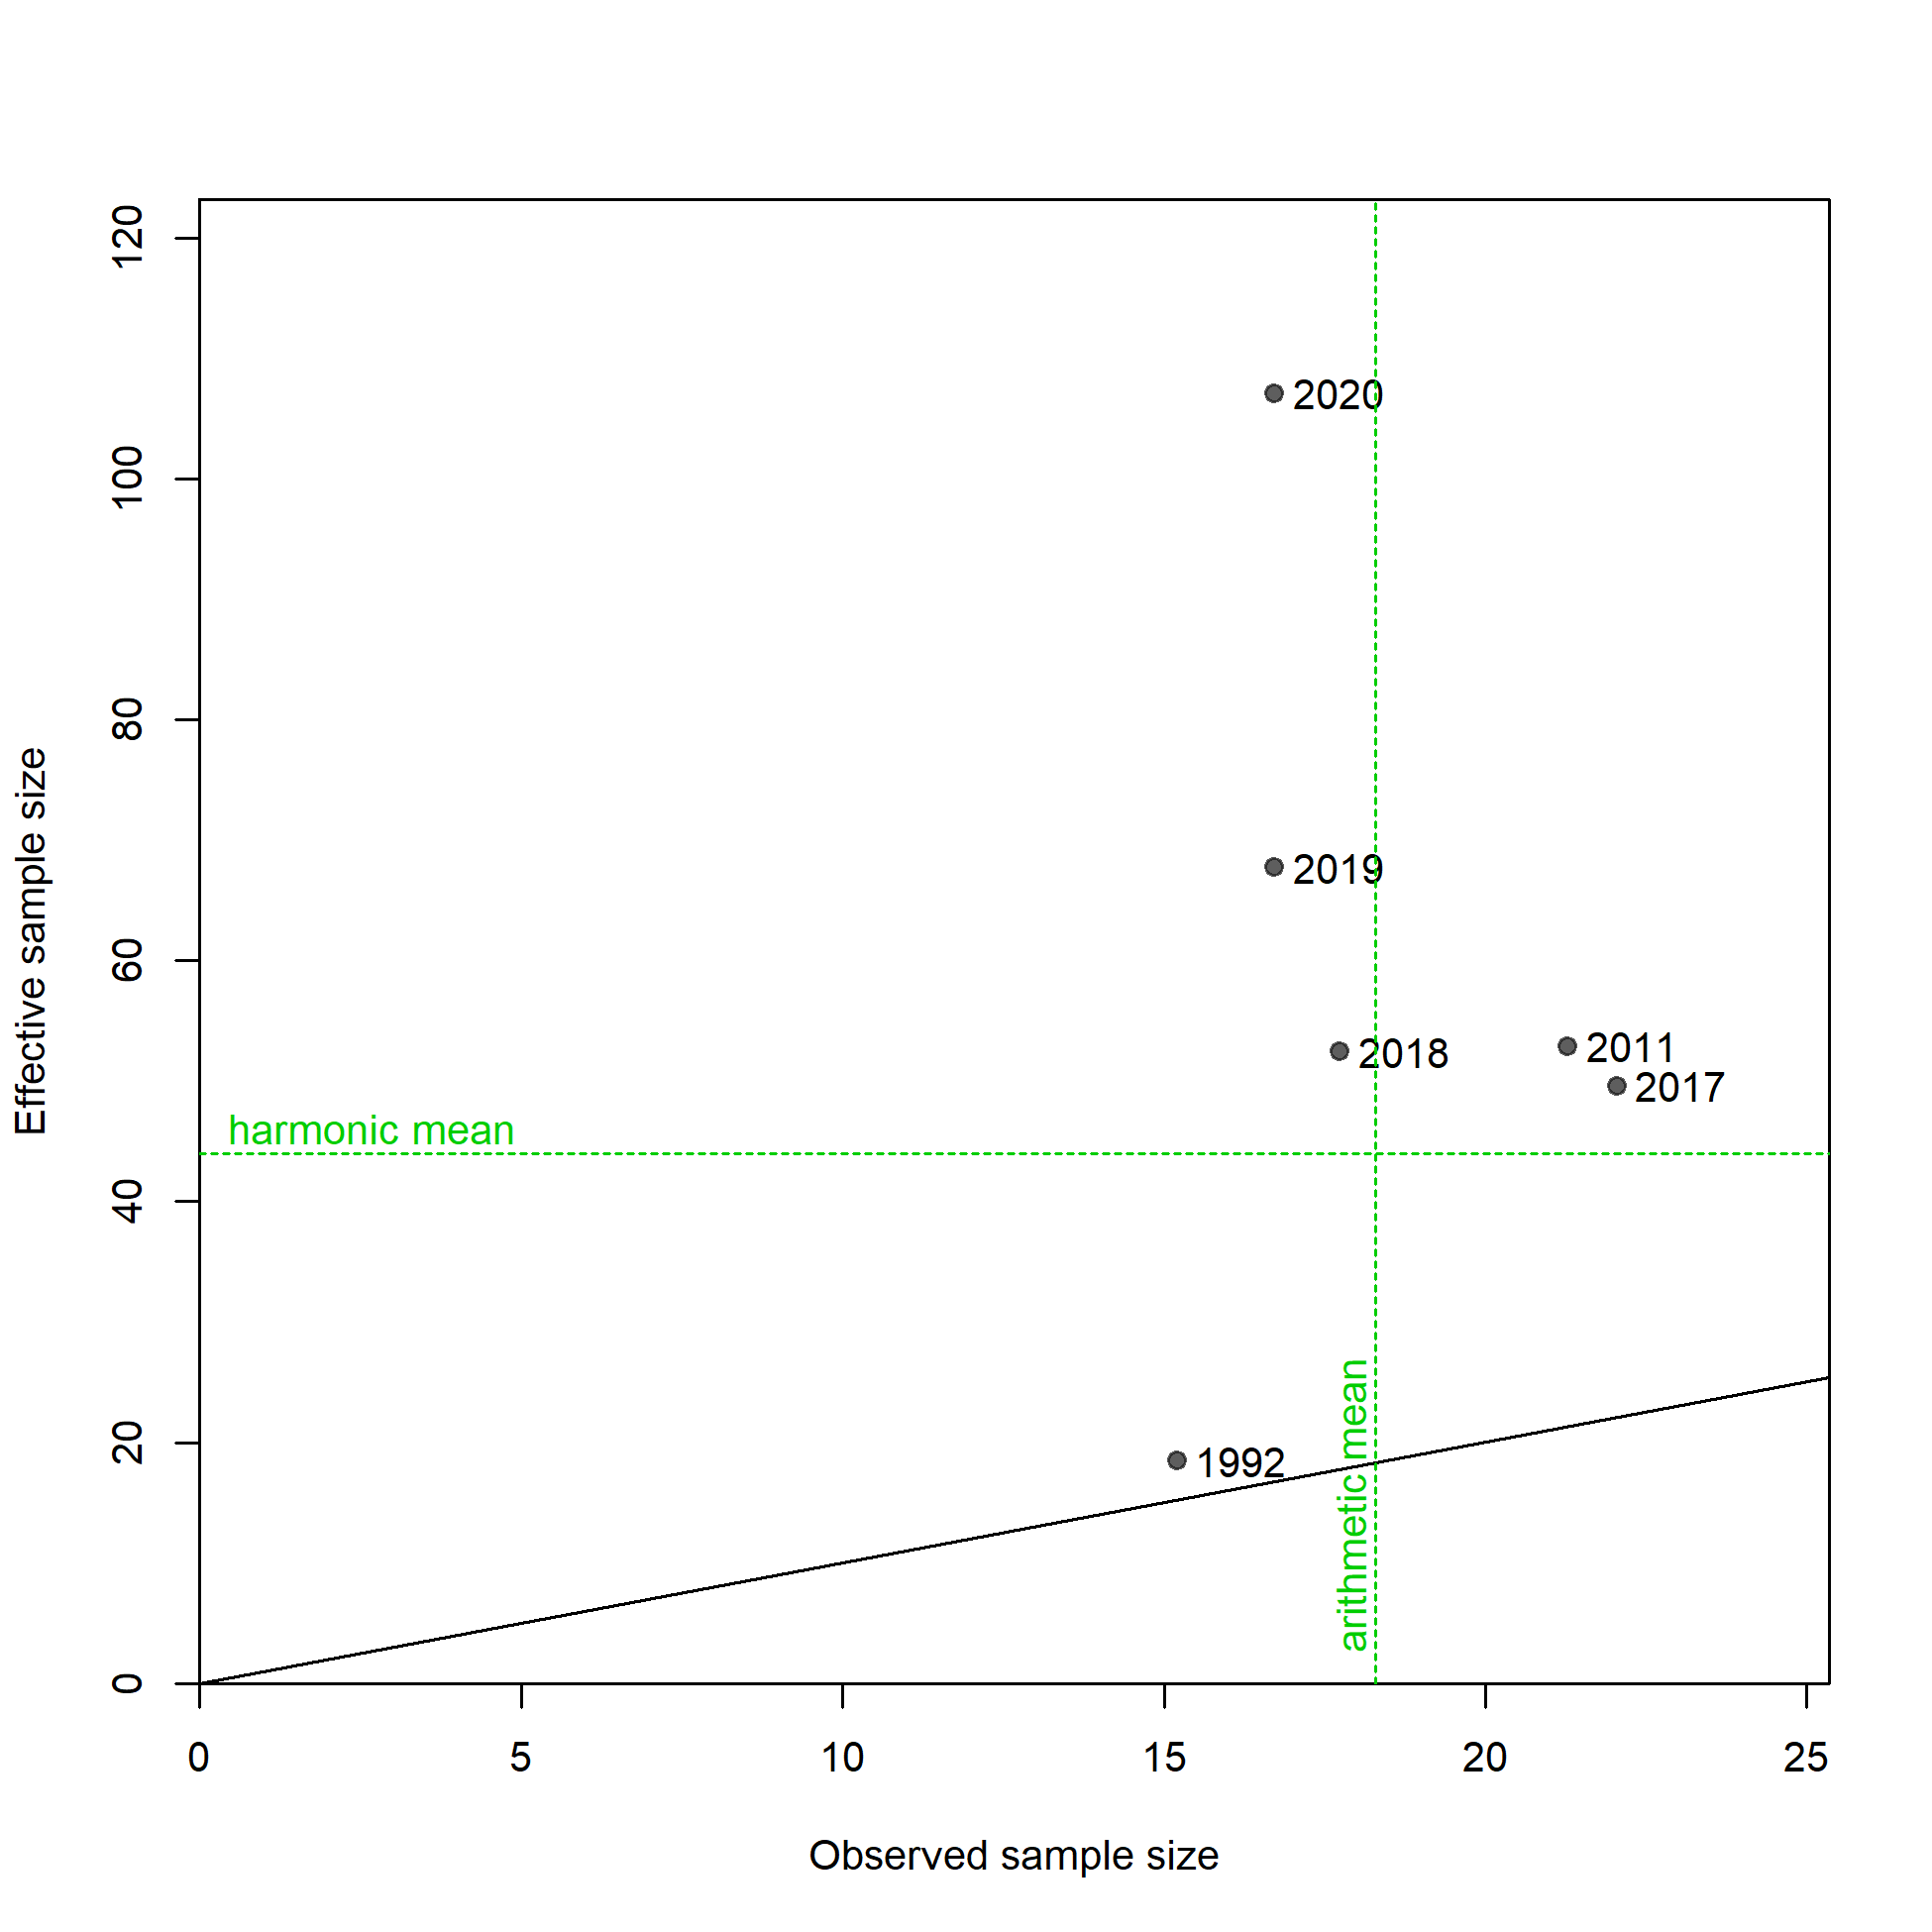 120
100
80
60
40
20
0
Effective sample size
2020
2019
2018
2011
2017
harmonic mean
1992
arithmetic mean
0 5 10 15 20 25
Observed sample size